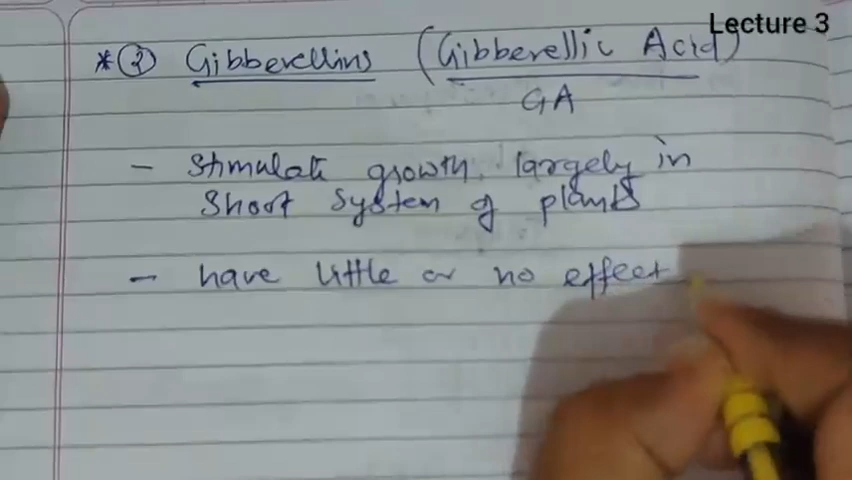 Lecture 3
* ② Gibberellins (Gibberellic Acid)
GA
- Stimulate growth largely in
Shoot System of plants
- have little or no effect